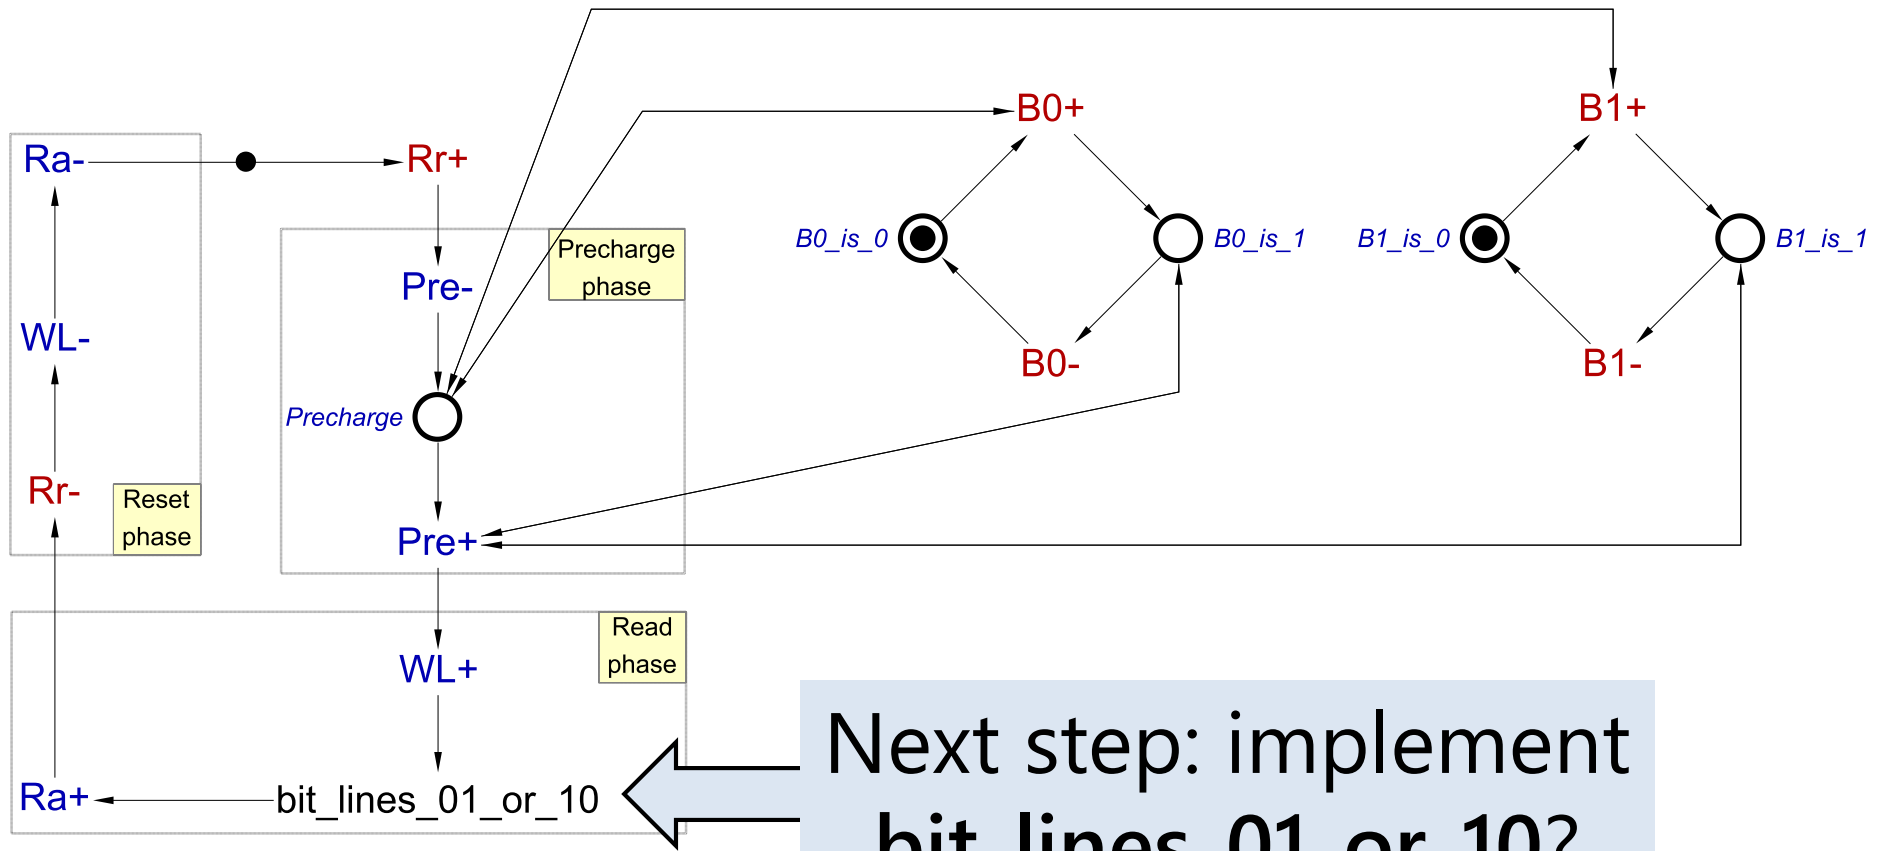 B0+
B1+
Ra-
Rr+
Precharge
phase
B0_is_0
B0_is_1
B1_is_0
B1_is_1
Pre-
WL-
B0-
B1-
Precharge
Rr-
Reset
phase
Pre+
Read
phase
WL+
Ra+
bit_lines_01_or_10
Next step: implement
bit_lines_01_or_10?